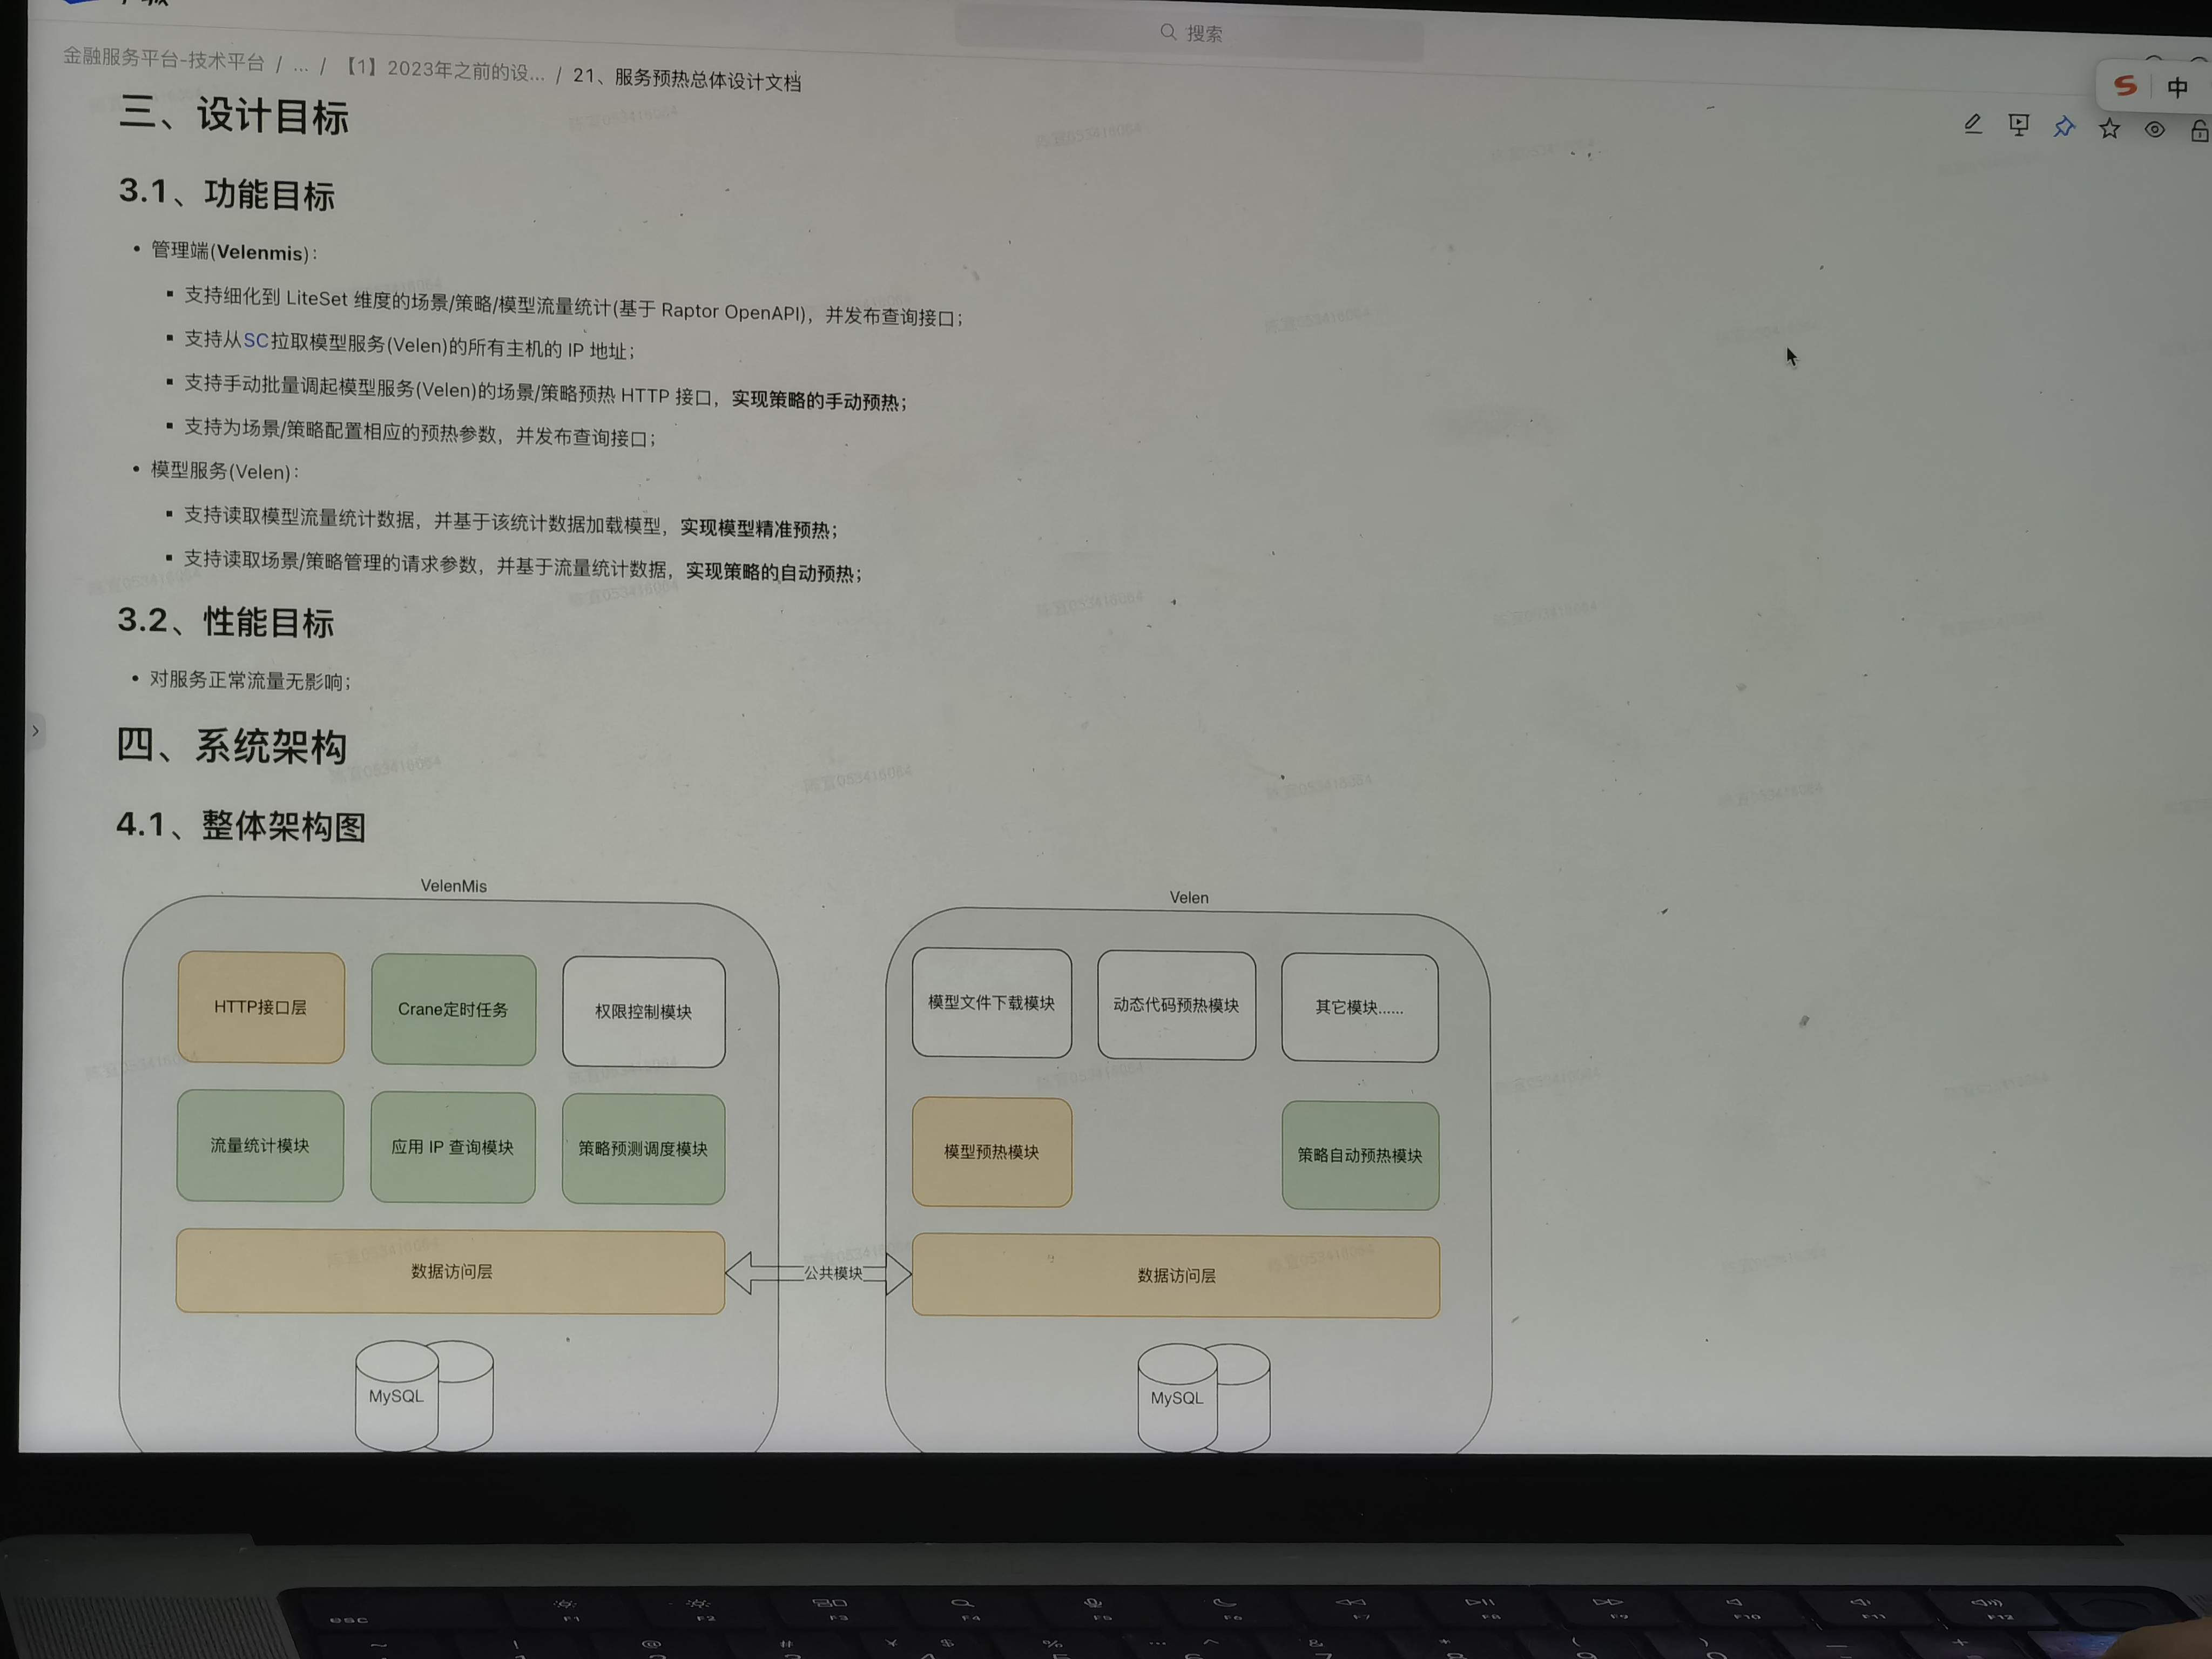 搜索
金融服务平台-技术平台 / ... / 【1】2023年之前的设... / 21、服务预热总体设计文档
中
三、设计目标
3.1、功能目标
• 管理端(Velenmis)：
▪ 支持细化到 LiteSet 维度的场景/策略/模型流量统计(基于 Raptor OpenAPI)，并发布查询接口；
▪ 支持从SC拉取模型服务(Velen)的所有主机的 IP 地址；
▪ 支持手动批量调起模型服务(Velen)的场景/策略预热 HTTP 接口，实现策略的手动预热；
▪ 支持为场景/策略配置相应的预热参数，并发布查询接口；
• 模型服务(Velen)：
▪ 支持读取模型流量统计数据，并基于该统计数据加载模型，实现模型精准预热；
▪ 支持读取场景/策略管理的请求参数，并基于流量统计数据，实现策略的自动预热；
3.2、性能目标
• 对服务正常流量无影响；
四、系统架构
4.1、整体架构图
VelenMis
HTTP接口层
Crane定时任务
权限控制模块
流量统计模块
应用 IP 查询模块
策略预测调度模块
数据访问层
MySQL
公共模块
Velen
模型文件下载模块
动态代码预热模块
其它模块......
模型预热模块
策略自动预热模块
数据访问层
MySQL
esc
F1
F2
F3
F4
F5
F6
F7
F8
F9
F10
F11
F12